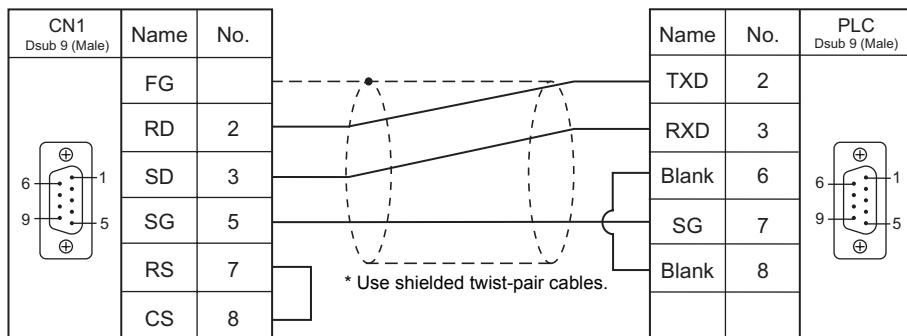 CN1
Dsub 9 (Male)
Name No.
FG
RD 2
SD 3
SG 5
RS 7
CS 8
6 1
9 5
* Use shielded twist-pair cables.
Name No.
PLC
Dsub 9 (Male)
TXD 2
RXD 3
Blank 6
SG 7
Blank 8
6 1
9 5